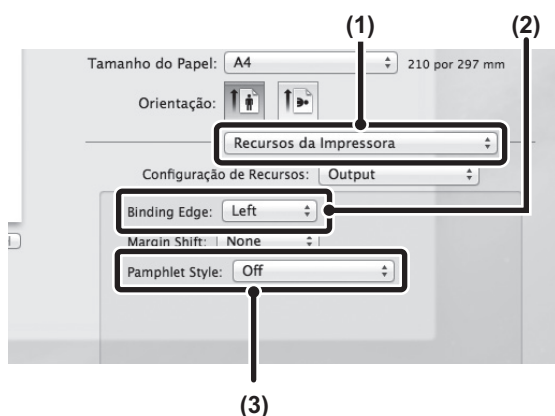 (1) (2)
Tamanho do Papel: A4 210 por 297 mm
Orientação:
Recursos da Impressora
Configuração de Recursos: Output
Binding Edge: Left
Margin Shift: None
Pamphlet Style: Off
(3)